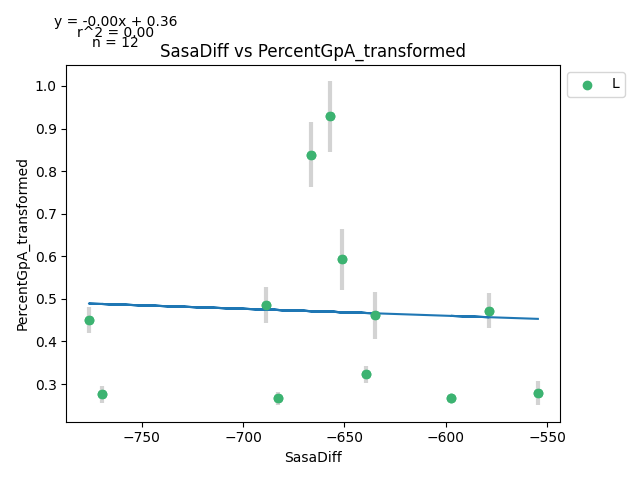 y = -0.00x + 0.36
r^2 = 0.00
n = 12
SasaDiff vs PercentGpA_transformed
L
PercentGpA_transformed
1.0
0.9
0.8
0.7
0.6
0.5
0.4
0.3
−750
−700
−650
−600
−550
SasaDiff